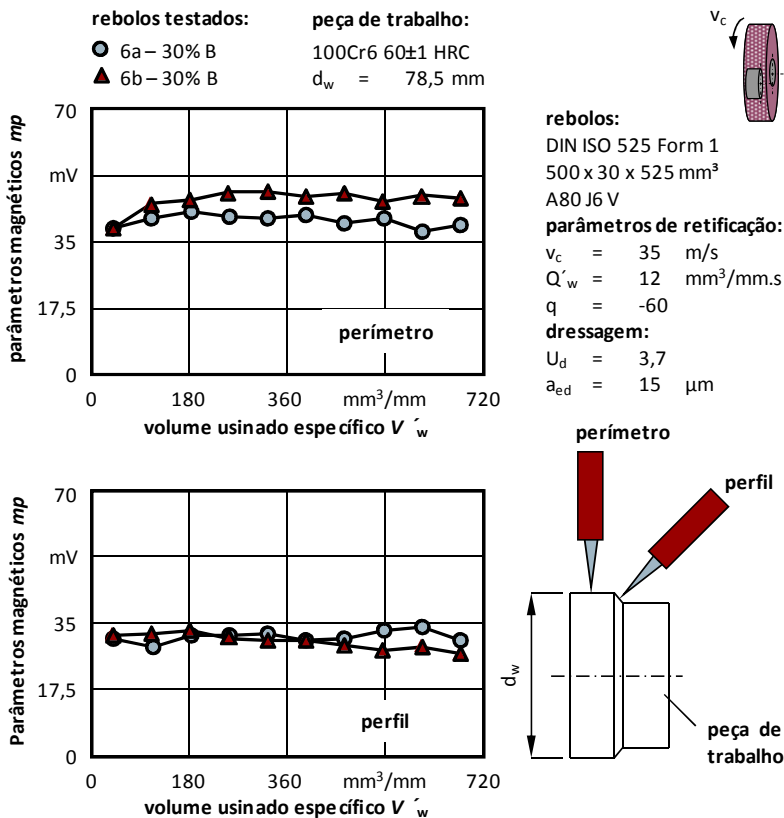 rebolos testados:
6a – 30% B
6b – 30% B
peça de trabalho:
100Cr6 60±1 HRC
d_w = 78,5 mm
v_c
parâmetros magnéticos mp
70
mV
35
17,5
0
perímetro
0 180 360 mm³/mm 720
volume usinado específico V´_w
rebolos:
DIN ISO 525 Form 1
500 x 30 x 525 mm³
A80 J6 V
parâmetros de retificação:
v_c = 35 m/s
Q´_w = 12 mm³/mm.s
q = -60
dressagem:
U_d = 3,7
a_ed = 15 µm
Parâmetros magnéticos mp
70
mV
35
17,5
0
perfil
0 180 360 mm³/mm 720
volume usinado específico V´_w
perímetro
perfil
d_w
peça de
trabalho